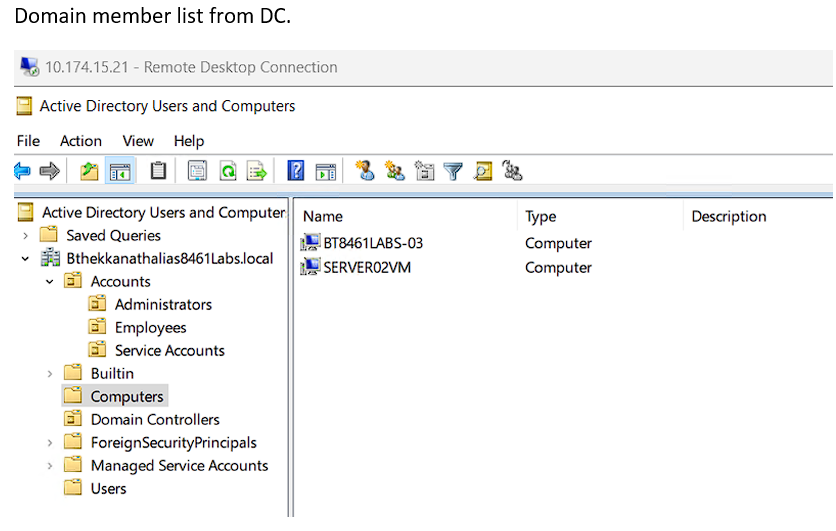 Domain member list from DC.
10.174.15.21 - Remote Desktop Connection
Active Directory Users and Computers
File Action View Help
Active Directory Users and Computer
Saved Queries
Bthekkanathalias8461Labs.local
Accounts
Administrators
Employees
Service Accounts
Builtin
Computers
Domain Controllers
ForeignSecurityPrincipals
Managed Service Accounts
Users
Name Type Description
BT8461LABS-03 Computer
SERVER02VM Computer